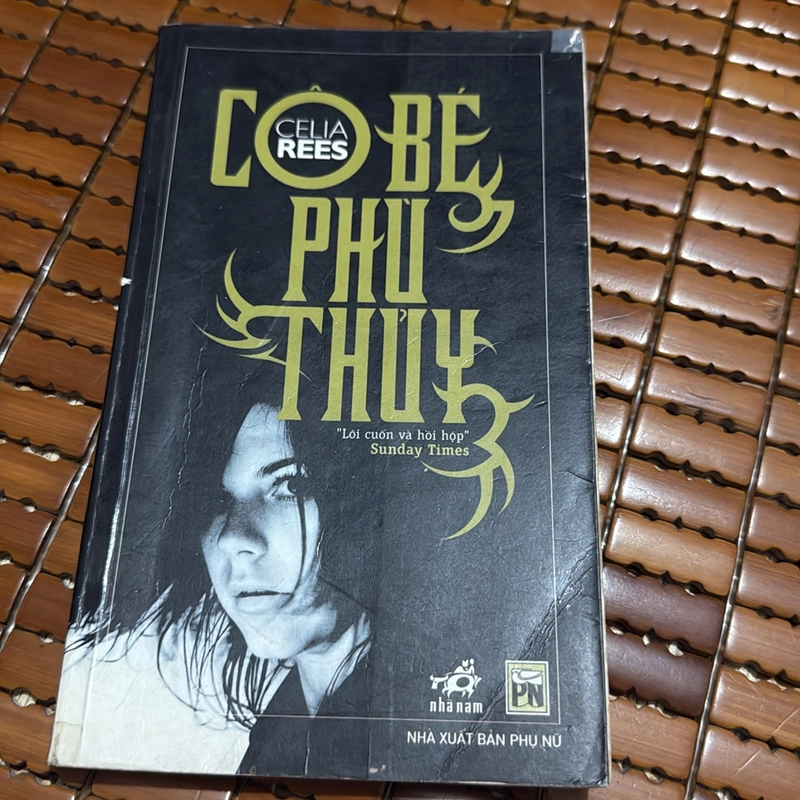 CÔ BÉ
CELIA
REES
PHÙ
THỦY
"Lôi cuốn và hồi hộp"
Sunday Times
nhã nam
PN
NHÀ XUẤT BẢN PHỤ NỮ